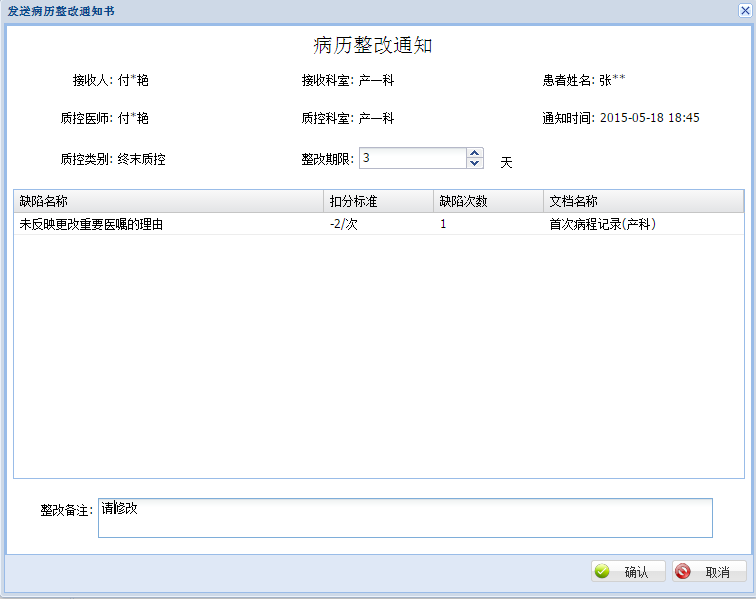 发送病历整改通知书
病历整改通知
接收人: 付*艳 接收科室: 产一科 患者姓名: 张**
质控医师: 付*艳 质控科室: 产一科 通知时间: 2015-05-18 18:45
质控类别: 终末质控 整改期限: 3 天
缺陷名称 扣分标准 缺陷次数 文档名称
未反映更改重要医嘱的理由 -2/次 1 首次病程记录(产科)
整改备注: 请修改
确认 取消